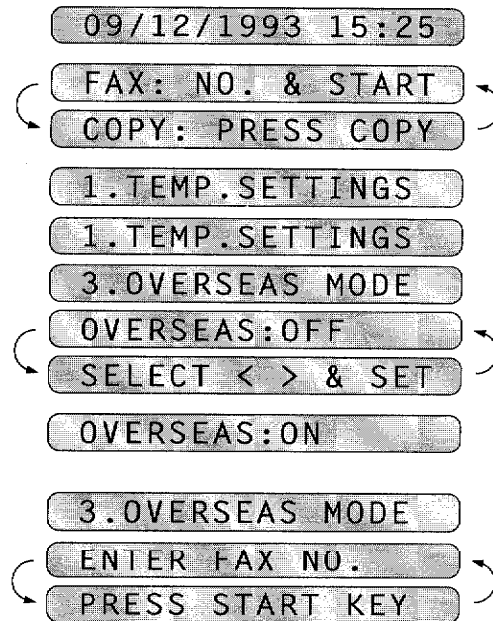 09/12/1993 15:25
FAX: NO. & START
COPY: PRESS COPY
1.TEMP.SETTINGS
1.TEMP.SETTINGS
3.OVERSEAS MODE
OVERSEAS:OFF
SELECT < > & SET
OVERSEAS:ON
3.OVERSEAS MODE
ENTER FAX NO.
PRESS START KEY